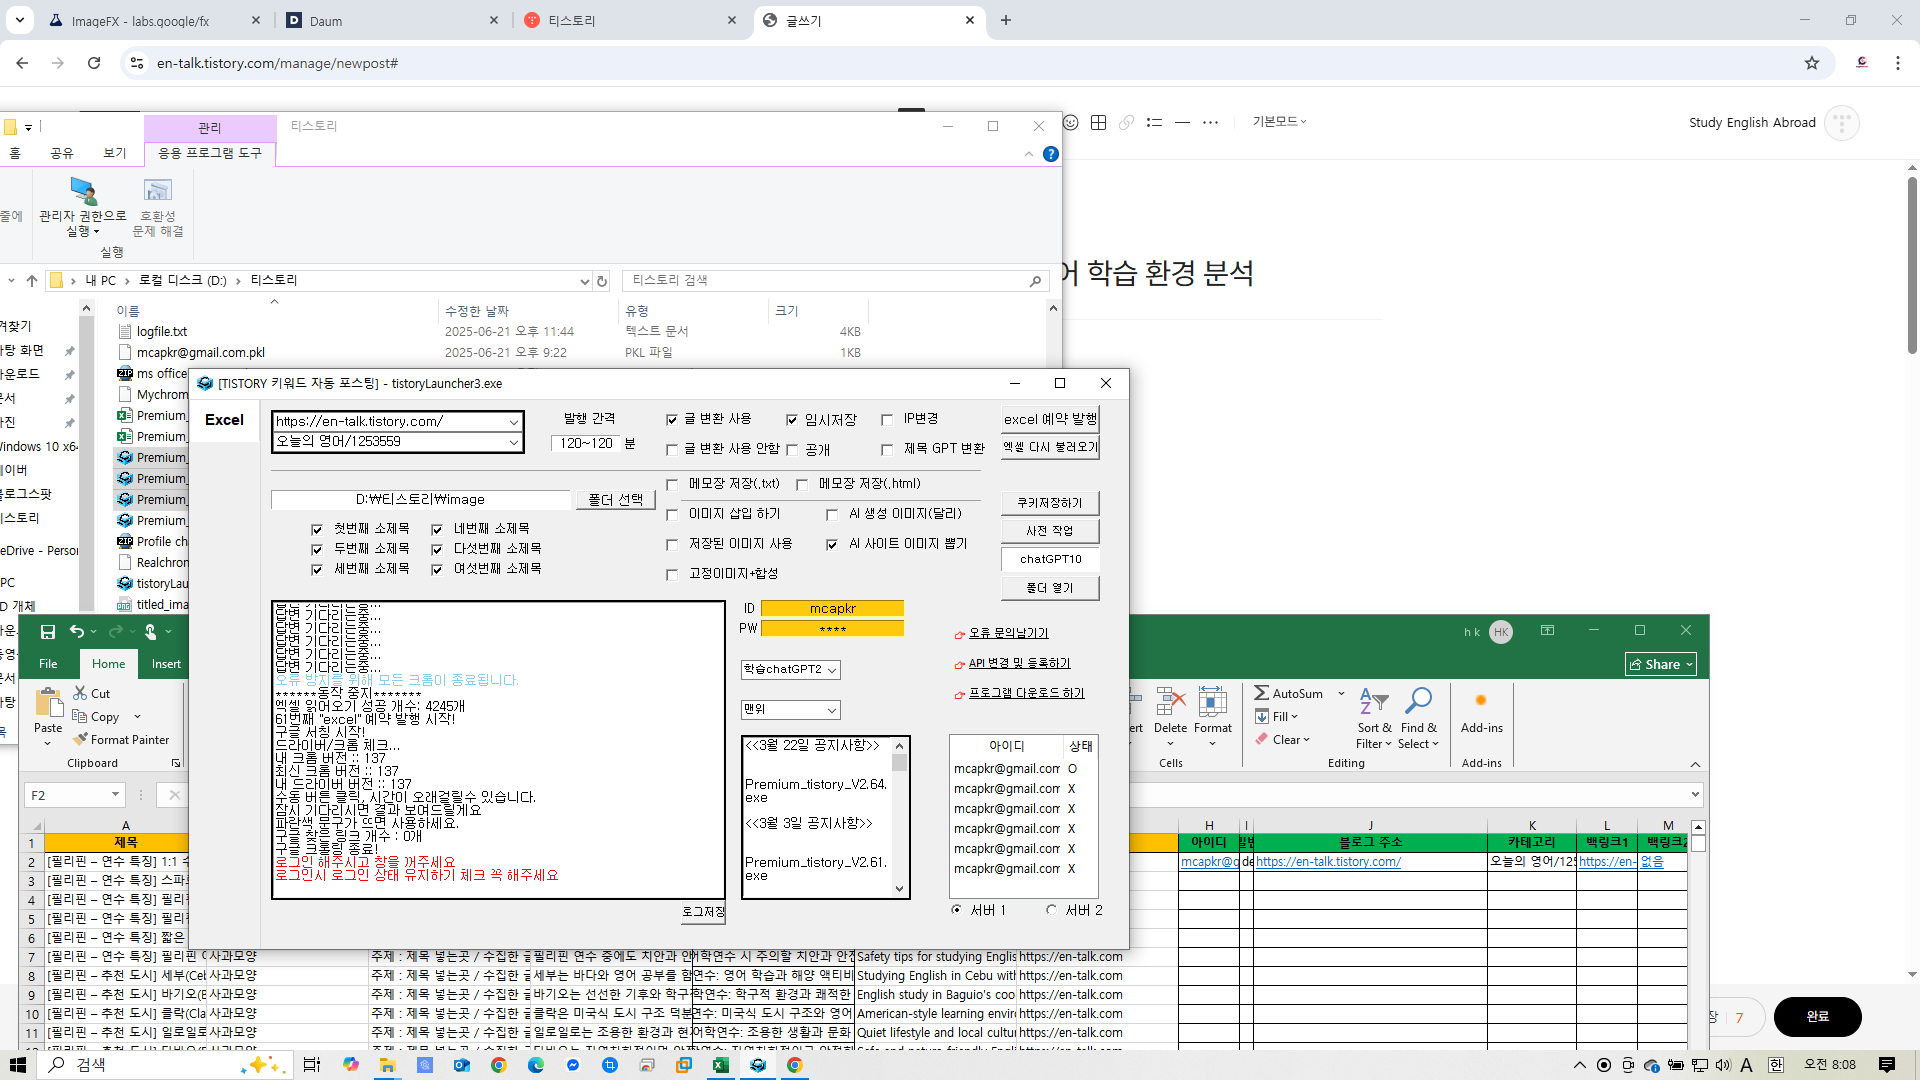 ImageFX - labs.google/fx
Daum
티스토리
글쓰기
en-talk.tistory.com/manage/newpost#
기본모드
Study English Abroad
관리
티스토리
홈 공유 보기 응용 프로그램 도구
줄에
관리자 권한으로
실행
호환성
문제 해결
실행
내 PC › 로컬 디스크 (D:) › 티스토리
티스토리 검색
어 학습 환경 분석
이름 수정한 날짜 유형 크기
logfile.txt 2025-06-21 오후 11:44 텍스트 문서 4KB
mcapkr@gmail.com.pkl 2025-06-21 오후 9:22 PKL 파일 1KB
ms office
Mychrom
Premium_
Premium_
Premium_
Premium_
Premium_
Premium_
Profile ch
Realchron
tistoryLau
titled_ima
Windows 10 x64
eDrive - Person
PC
D 개체
[TISTORY 키워드 자동 포스팅] - tistoryLauncher3.exe
Excel
https://en-talk.tistory.com/
오늘의 영어/1253559
발행 간격
120~120 분
글 변환 사용
임시저장
IP변경
글 변환 사용 안함
공개
제목 GPT 변환
excel 예약 발행
엑셀 다시 불러오기
메모장 저장(.txt)
메모장 저장(.html)
D:₩티스토리₩image
폴더 선택
이미지 삽입 하기
AI 생성 이미지(달리)
저장된 이미지 사용
AI 사이트 이미지 뽑기
고정이미지+합성
쿠키저장하기
사전 작업
chatGPT10
폴더 열기
첫번째 소제목 네번째 소제목
두번째 소제목 다섯번째 소제목
세번째 소제목 여섯번째 소제목
답변 기다리는중...
답변 기다리는중...
답변 기다리는중...
답변 기다리는중...
답변 기다리는중...
오류 방지를 위해 모든 크롬이 종료됩니다.
******동작 중지*******
엑셀 읽어오기 성공 개수: 4245개
61번째 "excel" 예약 발행 시작!
구글 서칭 시작!
드라이버/크롬 체크...
내 크롬 버전 :: 137
최신 크롬 버전 :: 137
내 드라이버 버전 :: 137
수동 버튼 클릭, 시간이 오래걸릴수 있습니다.
잠시 기다리시면 결과 보여드릴게요
파란색 문구가 뜨면 사용하세요.
구글 찾은 링크 개수 : 0개
구글 크롤링 종료!
로그인 해주시고 창을 꺼주세요
로그인시 로그인 상태 유지하기 체크 꼭 해주세요
로그저장
ID mcapkr
PW ****
학습chatGPT2
맨위
오류 문의남기기
API 변경 및 등록하기
프로그램 다운로드 하기
<<3월 22일 공지사항>>
Premium_tistory_V2.64.
exe
<<3월 3일 공지사항>>
Premium_tistory_V2.61.
exe
아이디 상태
mcapkr@gmail.com O
mcapkr@gmail.com X
mcapkr@gmail.com X
mcapkr@gmail.com X
mcapkr@gmail.com X
mcapkr@gmail.com X
서버 1 서버 2
h k HK
File Home Insert
Share
Paste
Cut
Copy
Format Painter
Clipboard
Delete Format
Cells
AutoSum
Fill
Clear
Sort &
Filter
Find &
Select
Editing
Add-ins
Add-ins
F2
A H I J K L M
1 제목 아이디 블로그 주소 카테고리 백링크1 백링크2
2 [필리핀 – 연수 특징] 1:1 수 mcapkr@g de https://en-talk.tistory.com/ 오늘의 영어/125 https://en- 없음
3 [필리핀 – 연수 특징] 스파르
4 [필리핀 – 연수 특징] 필리핀
5 [필리핀 – 연수 특징] 필리핀
6 [필리핀 – 연수 특징] 짧은
7 [필리핀 – 연수 특징] 필리핀 사과모양 주제 : 제목 넣는곳 / 수집한 글 필리핀 연수 중에도 치안과 안 학연수 시 주의할 치안과 안전 Safety tips for studying Englis https://en-talk.com
8 [필리핀 – 추천 도시] 세부(Ceb 사과모양 주제 : 제목 넣는곳 / 수집한 글 세부는 바다와 영어 공부를 함 연수: 영어 학습과 해양 액티비 Studying English in Cebu with https://en-talk.com
9 [필리핀 – 추천 도시] 바기오(B 사과모양 주제 : 제목 넣는곳 / 수집한 글 바기오는 선선한 기후와 학구 학연수: 학구적 환경과 쾌적한 English study in Baguio's coo https://en-talk.com
10 [필리핀 – 추천 도시] 클락(Cla 사과모양 주제 : 제목 넣는곳 / 수집한 글 클락은 미국식 도시 구조 덕분 연수: 미국식 도시 구조와 영어 American-style learning envir https://en-talk.com
11 [필리핀 – 추천 도시] 일로일로 사과모양 주제 : 제목 넣는곳 / 수집한 글 일로일로는 조용한 환경과 현지 어학연수: 조용한 생활과 문화 Quiet lifestyle and local cultur https://en-talk.com
장 7
완료
검색
A 한 오전 8:08